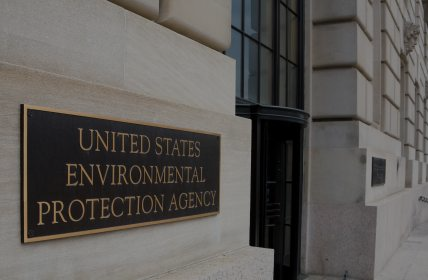 UNITED STATES
ENVIRONMENTAL
PROTECTION AGENCY